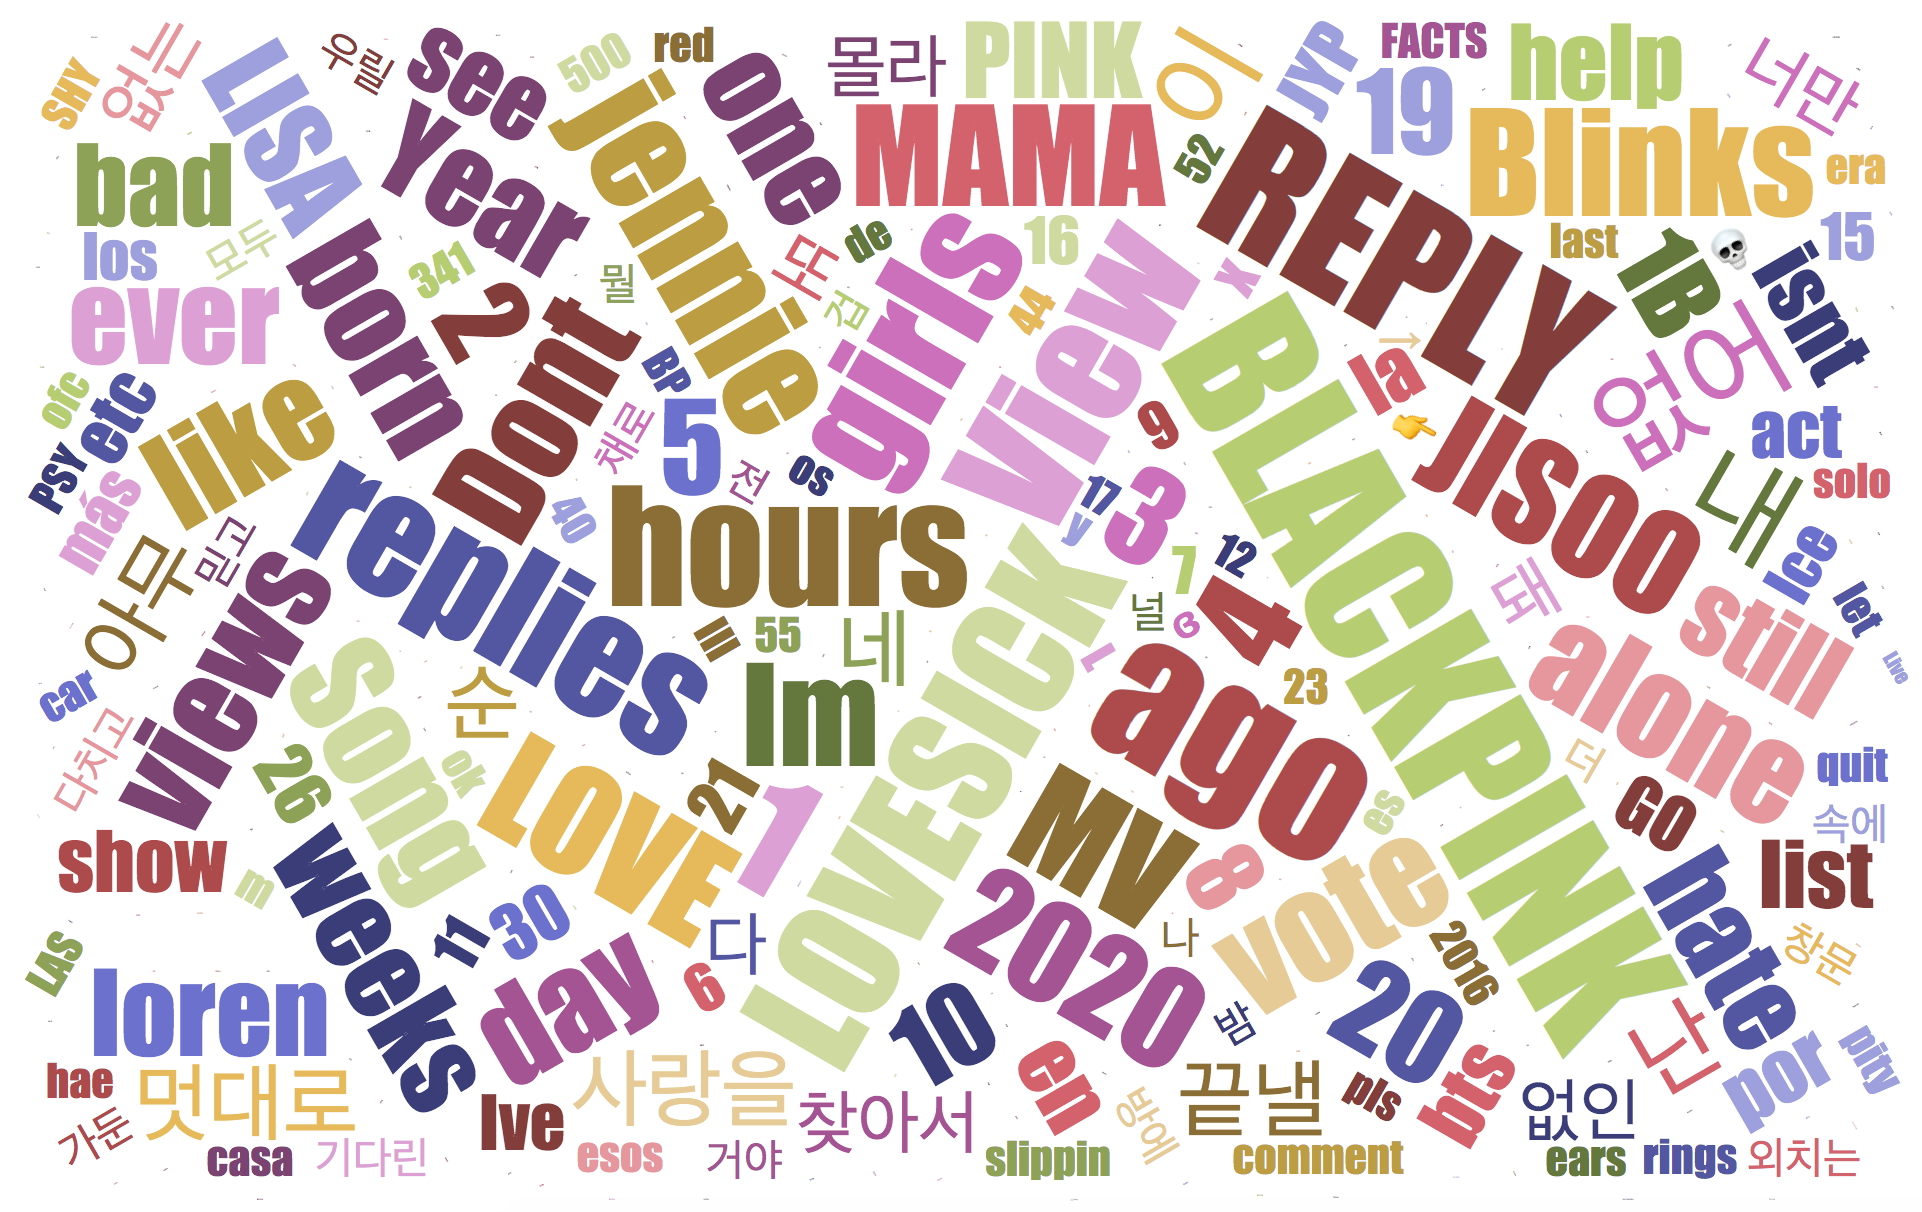 SHY
없는
우릴
LISA
see
Year
500
red
jennie
one
몰라
PINK
MAMA
이
52
JYP
FACTS
19
help
Blinks
너만
era
bad
los
모두
born
341
2
뭘
또
de
겁
girls
16
44
View
x
REPLY
last
1B
💀
isnt
15
ever
ofc
etc
PSY
más
like
Dont
BP
채로
5
전
os
40
9
→
la
👉
BLACKPINK
JISOO
없어
act
solo
내
Ice
let
Live
아무
믿고
replies
hours
17
y
3
12
7
널
4
돼
still
alone
car
views
다치고
song
순
ok
26
lll
55
네
Im
LOVESICK
1
ago
23
더
quit
속에
GO
list
show
m
weeks
LOVE
21
1
MV
8
es
vote
hate
창문
LAS
11
30
day
다
6
2020
나
2016
20
loren
10
밤
난
por
pity
hae
멋대로
가둔
casa
기다린
Ive
사랑을
esos
거야
찾아서
en
slippin
방에
끝낼
comment
pls
bts
없인
ears
rings
외치는